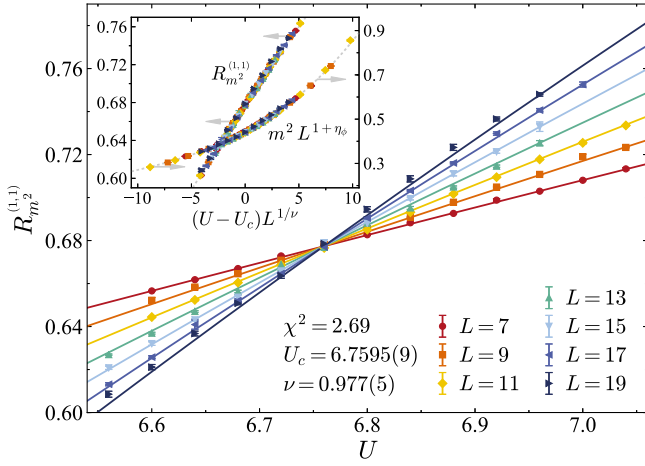 0.76
0.72
0.68
0.64
0.60
R_{m^2}^{(1,1)}
6.6
6.7
6.8
6.9
7.0
U
0.76
0.72
0.68
0.64
0.60
0.9
0.7
0.5
0.3
−10
−5
0
5
10
(U − U_c)L^{1/ν}
R_{m^2}^{(1,1)}
m^2 L^{1+η_ϕ}
χ^2 = 2.69
U_c = 6.7595(9)
ν = 0.977(5)
L = 7
L = 9
L = 11
L = 13
L = 15
L = 17
L = 19